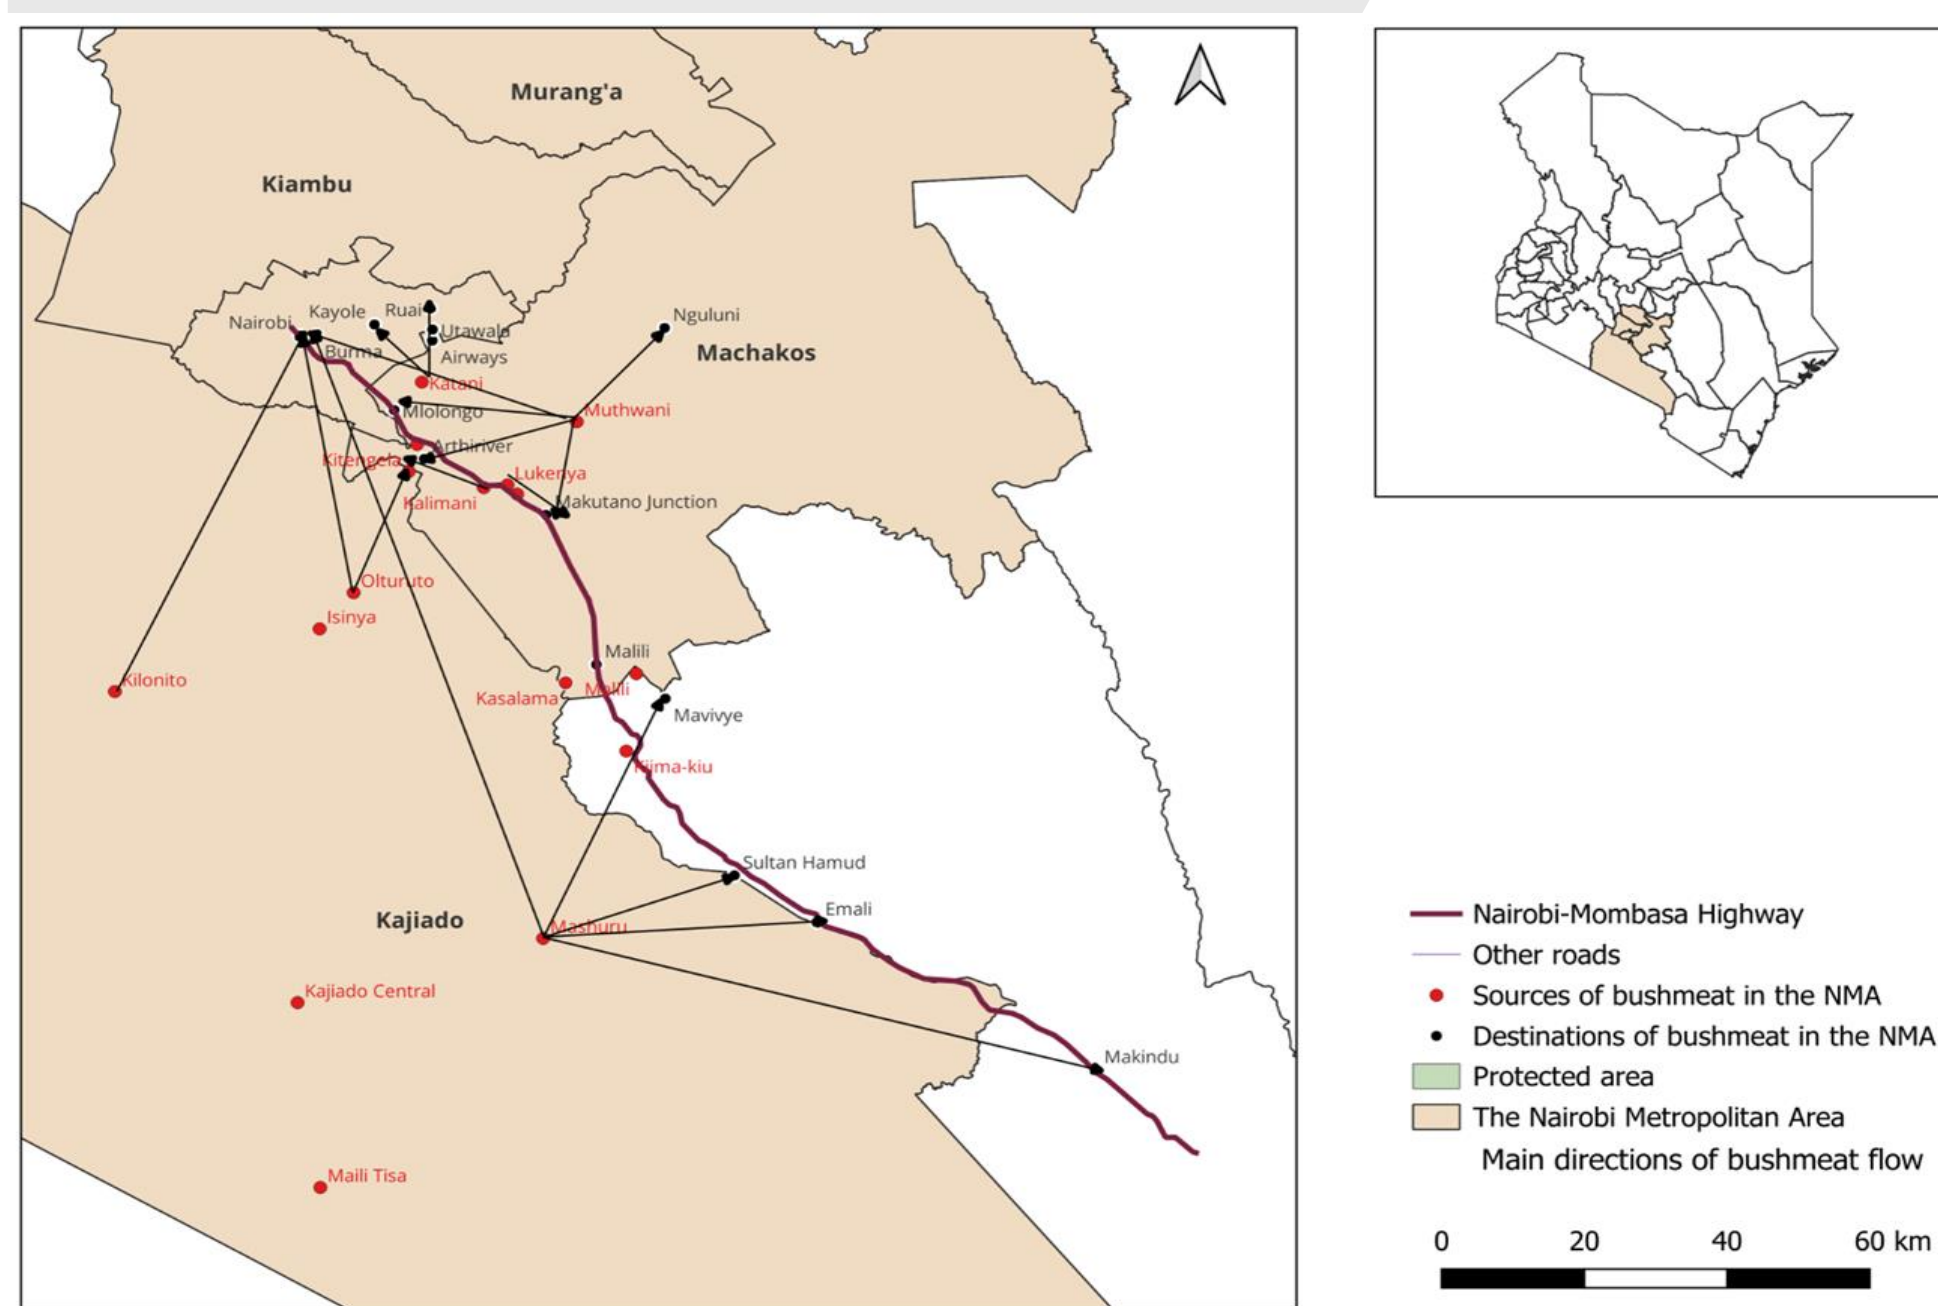 Murang'a
Kiambu
Nairobi
Kayole
Ruai
Utawala
Burma
Airways
Katani
Nguluni
Machakos
Mlolongo
Muthwani
Arthiriver
Kitengela
Lukenya
Kalimani
Makutano Junction
Olturuto
Isinya
Kilonito
Malili
Kasalama
Malili
Mavivye
Kiima-kiu
Sultan Hamud
Emali
Kajiado
Mashuru
Kajiado Central
Makindu
Maili Tisa
Nairobi-Mombasa Highway
Other roads
Sources of bushmeat in the NMA
Destinations of bushmeat in the NMA
Protected area
The Nairobi Metropolitan Area
Main directions of bushmeat flow
0 20 40 60 km